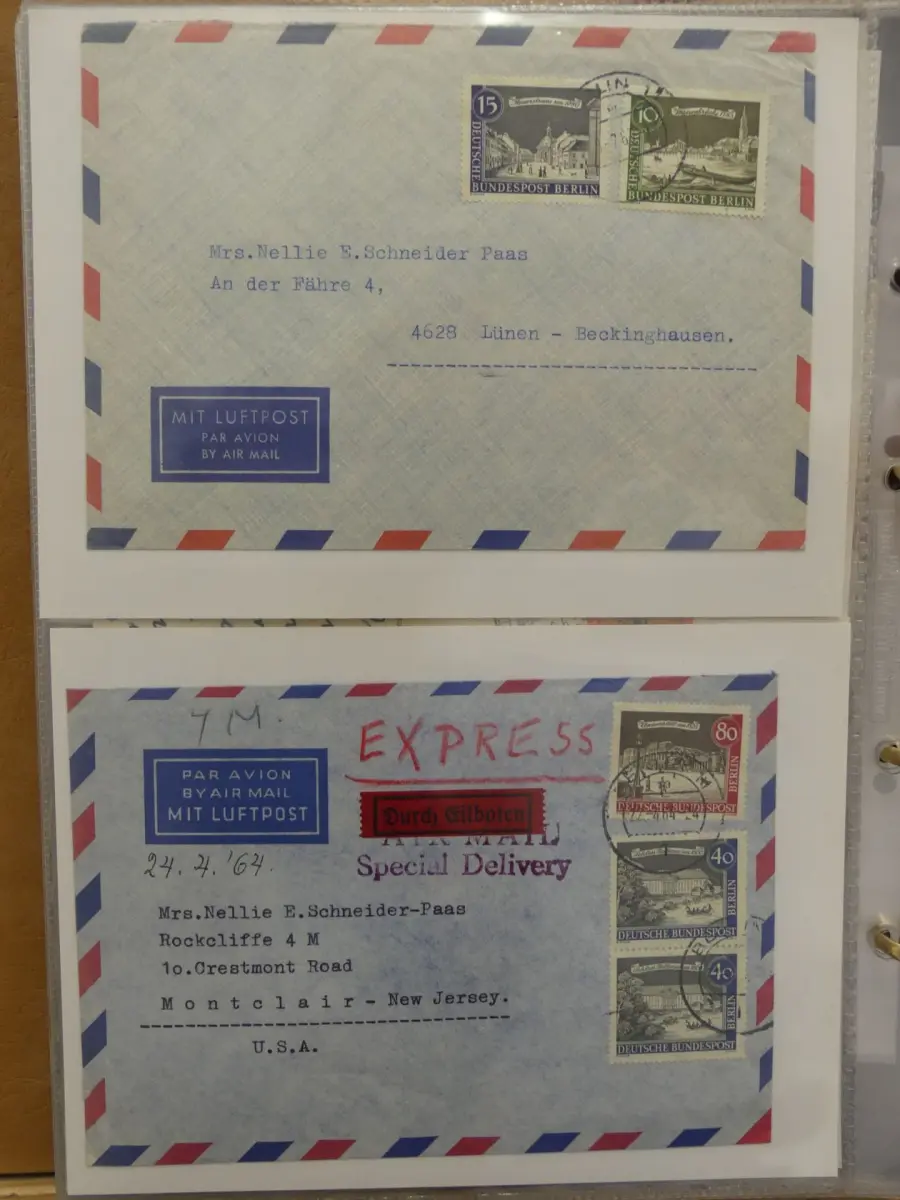 15
10
DEUTSCHE
BUNDESPOST BERLIN
DEUTSCHE
BUNDESPOST BERLIN
Mrs.Nellie E.Schneider Paas
An der Fähre 4,
4628 Lünen - Beckinghausen.
MIT LUFTPOST
PAR AVION
BY AIR MAIL
EXPRESS
PAR AVION
BY AIR MAIL
MIT LUFTPOST
Durch Eilboten
AIR MAIL
Special Delivery
24.4.'64.
Mrs.Nellie E.Schneider-Paas
Rockcliffe 4 M
1o.Crestmont Road
Montclair - New Jersey.
U.S.A.
80
BERLIN
DEUTSCHE BUNDESPOST
40
BERLIN
DEUTSCHE BUNDESPOST
40
BERLIN
DEUTSCHE BUNDESPOST